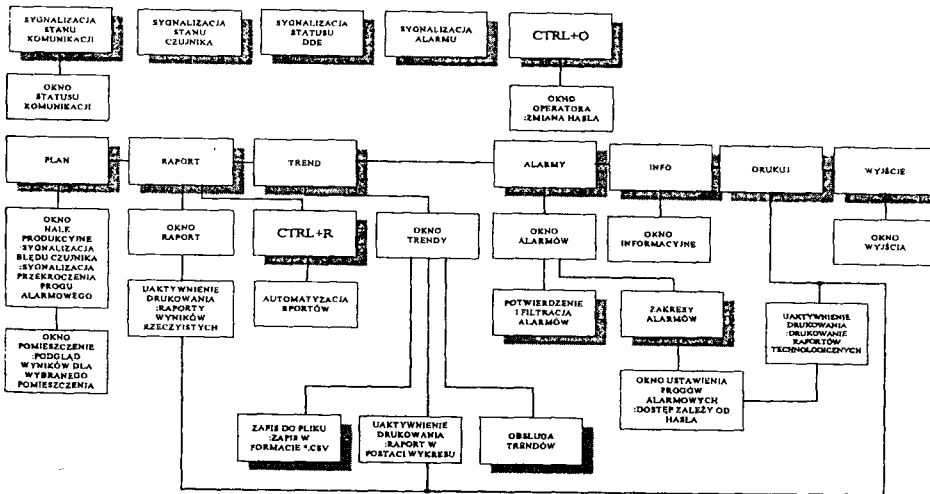 SYGNALIZACJA
STANU
KOMUNIKACJI
SYGNALIZACJA
STANU
CZUJNIKA
SYGNALIZACJA
STATUSU
DDE
SYGNALIZACJA
ALARMU
CTRL+O
OKNO
STATUSU
KOMUNIKACJI
OKNO
OPERATORA
:ZMIANA HASŁA
PLAN
RAPORT
TREND
ALARMY
INFO
DRUKUJ
WYJŚCIE
OKNO
HALE
PRODUKCYJNE
:SYGNALIZACJA
BŁĘDU CZUJNIKA
:SYGNALIZACJA
PRZEKROCZENIA
PROGU
ALARMOWEGO
OKNO
RAPORT
CTRL+R
OKNO
TRENDY
OKNO
ALARMÓW
OKNO
INFORMACYJNE
OKNO
WYJŚCIA
UAKTYWNIENIE
DRUKOWANIA
:RAPORTY
WYNIKÓW
RZECZYISTYCH
AUTOMATYZACJA
RPORTÓW
POTWIERDZENIE
I FILTRACJA
ALARMÓW
ZAKRESY
ALARMÓW
UAKTYWNIENIE
DRUKOWANIA
:DRUKOWANIE
RAPORTÓW
TECHNOLOGICZNYCH
OKNO
POMIESZCZENIE
:PODGLĄD
WYNIKÓW DLA
WYBRANEGO
POMIESZCZENIA
OKNO USTAWIENIA
PROGÓW
ALARMOWYCH
:DOSTĘP ZALEŻY OD
HASŁA
ZAPIS DO PLIKU
:ZAPIS W
FORMACIE *.CSV
UAKTYWNIENIE
DRUKOWANIA
:RAPORT W
POSTACI WYKRESU
OBSŁUGA
TRENDÓW